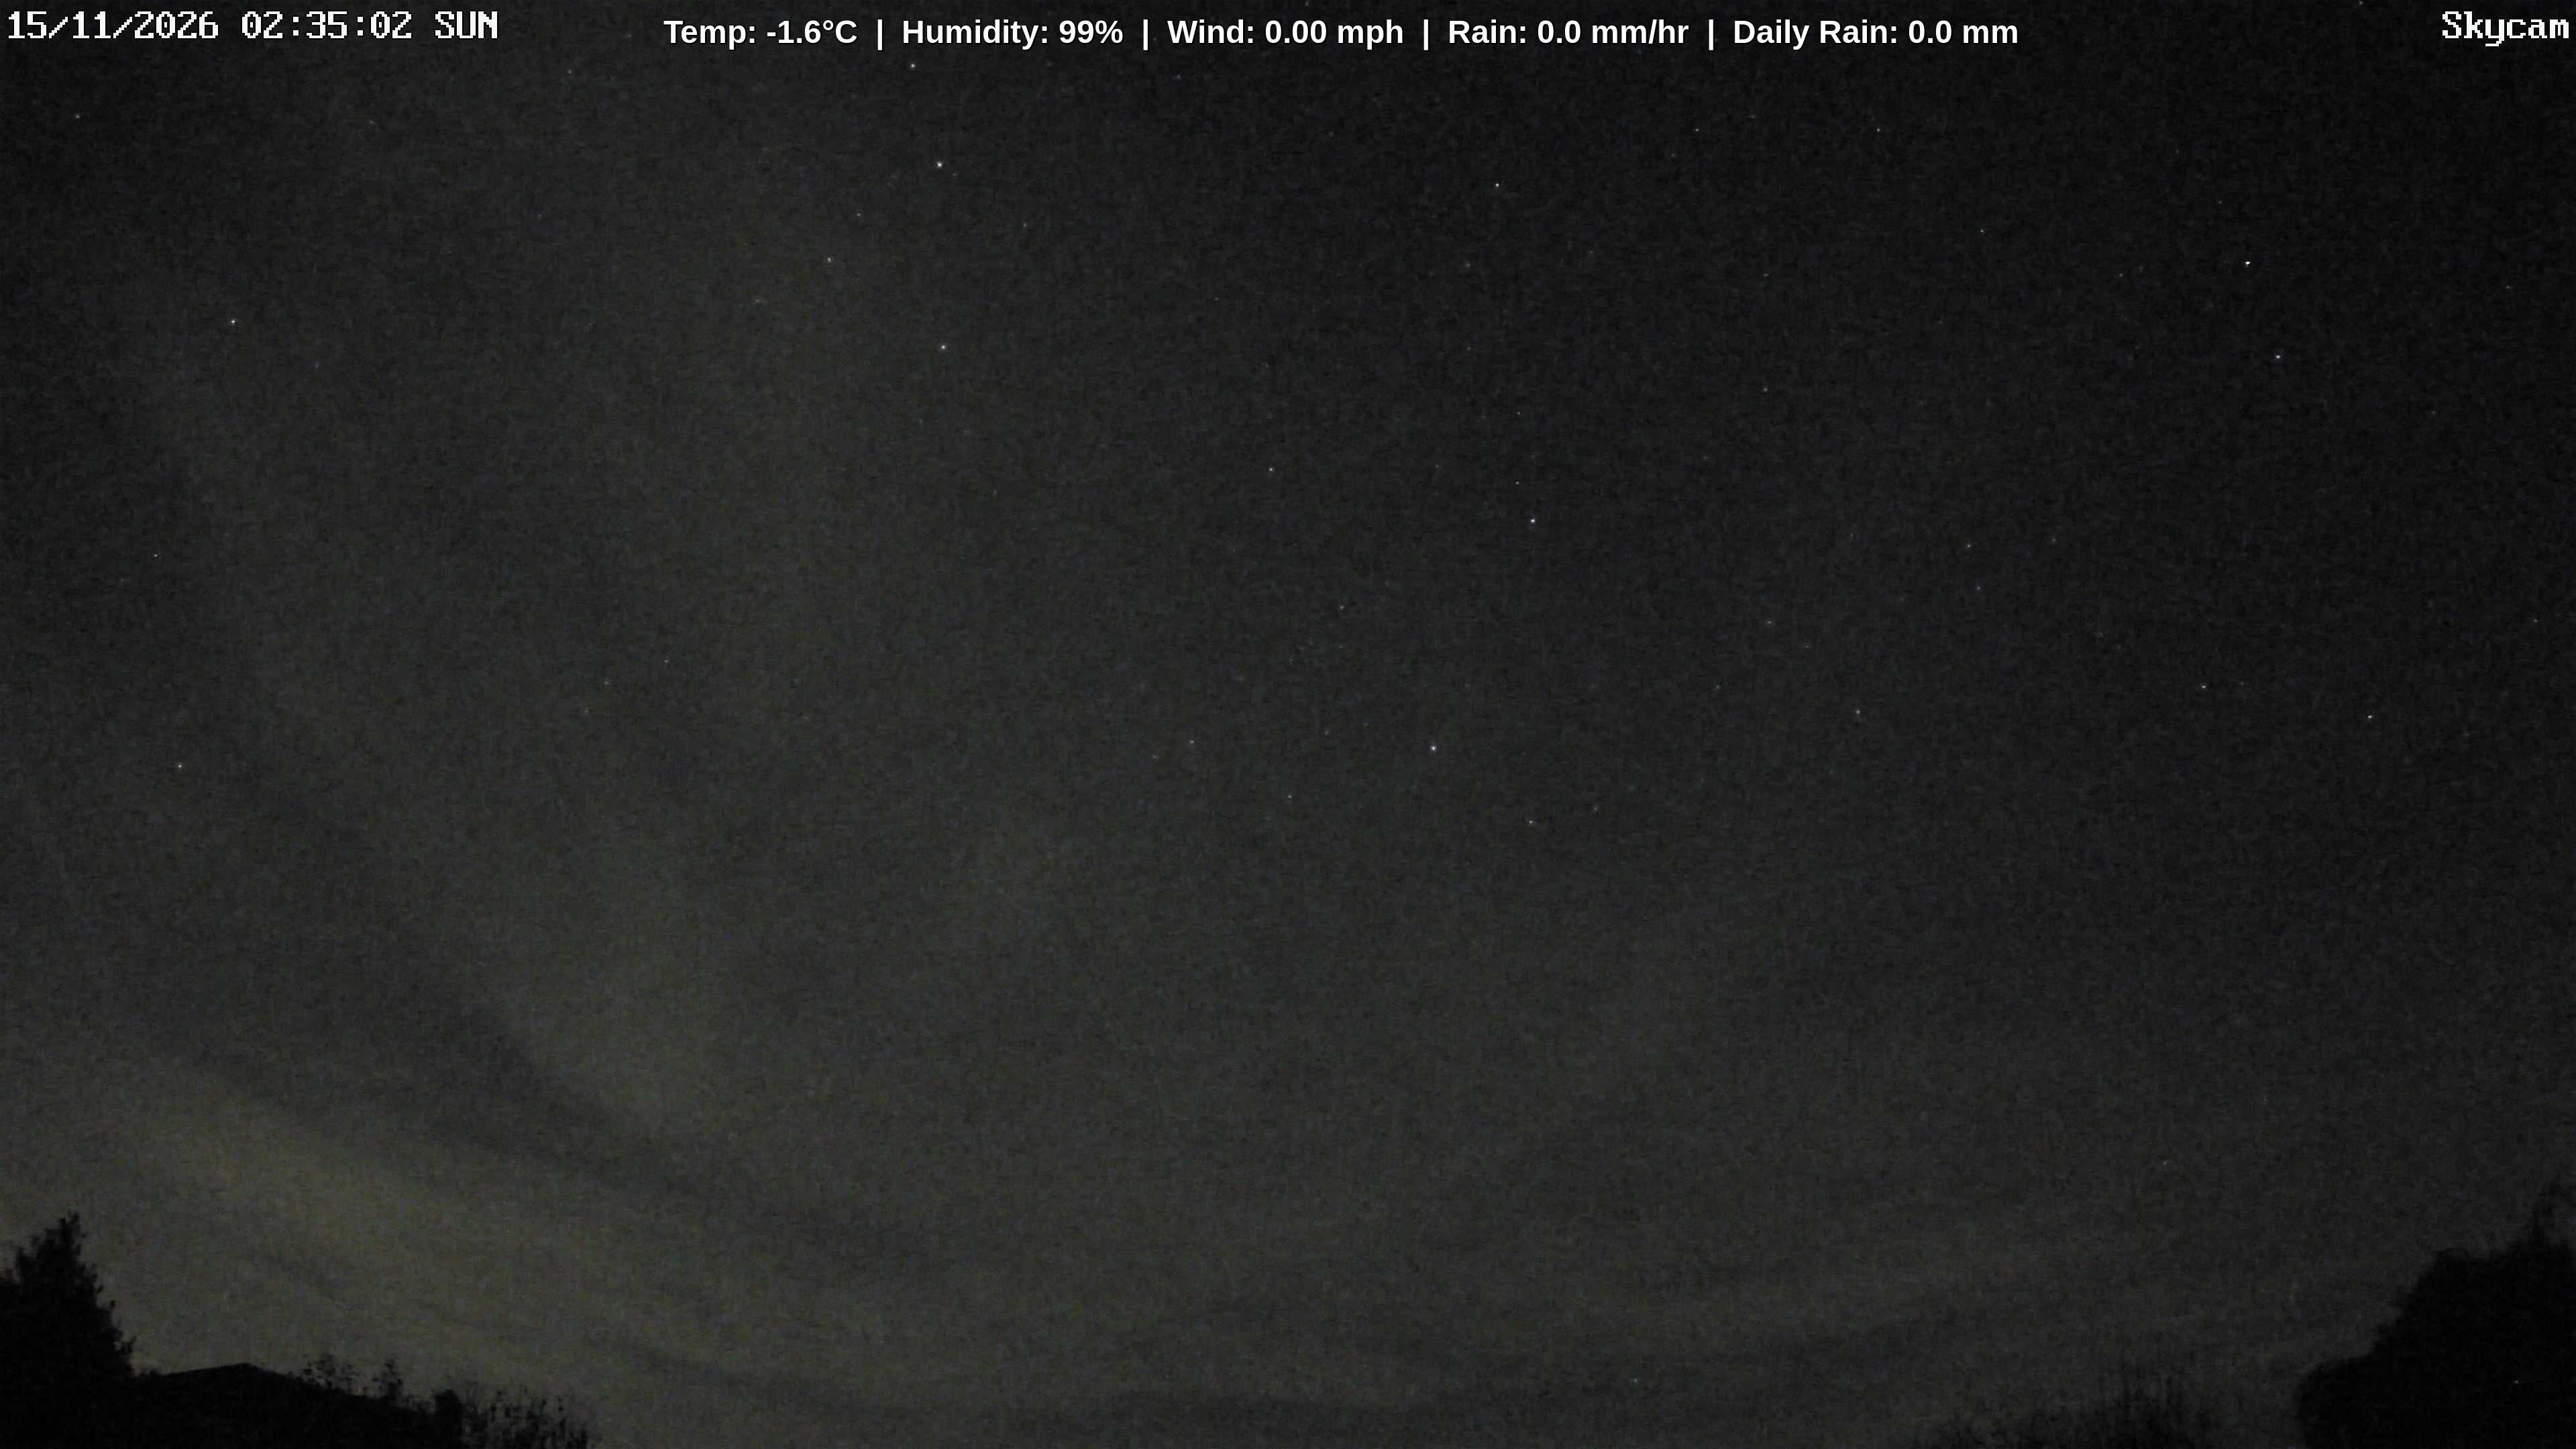 15/11/2026 02:35:02 SUN
Temp: -1.6°C | Humidity: 99% | Wind: 0.00 mph | Rain: 0.0 mm/hr | Daily Rain: 0.0 mm
Skycam